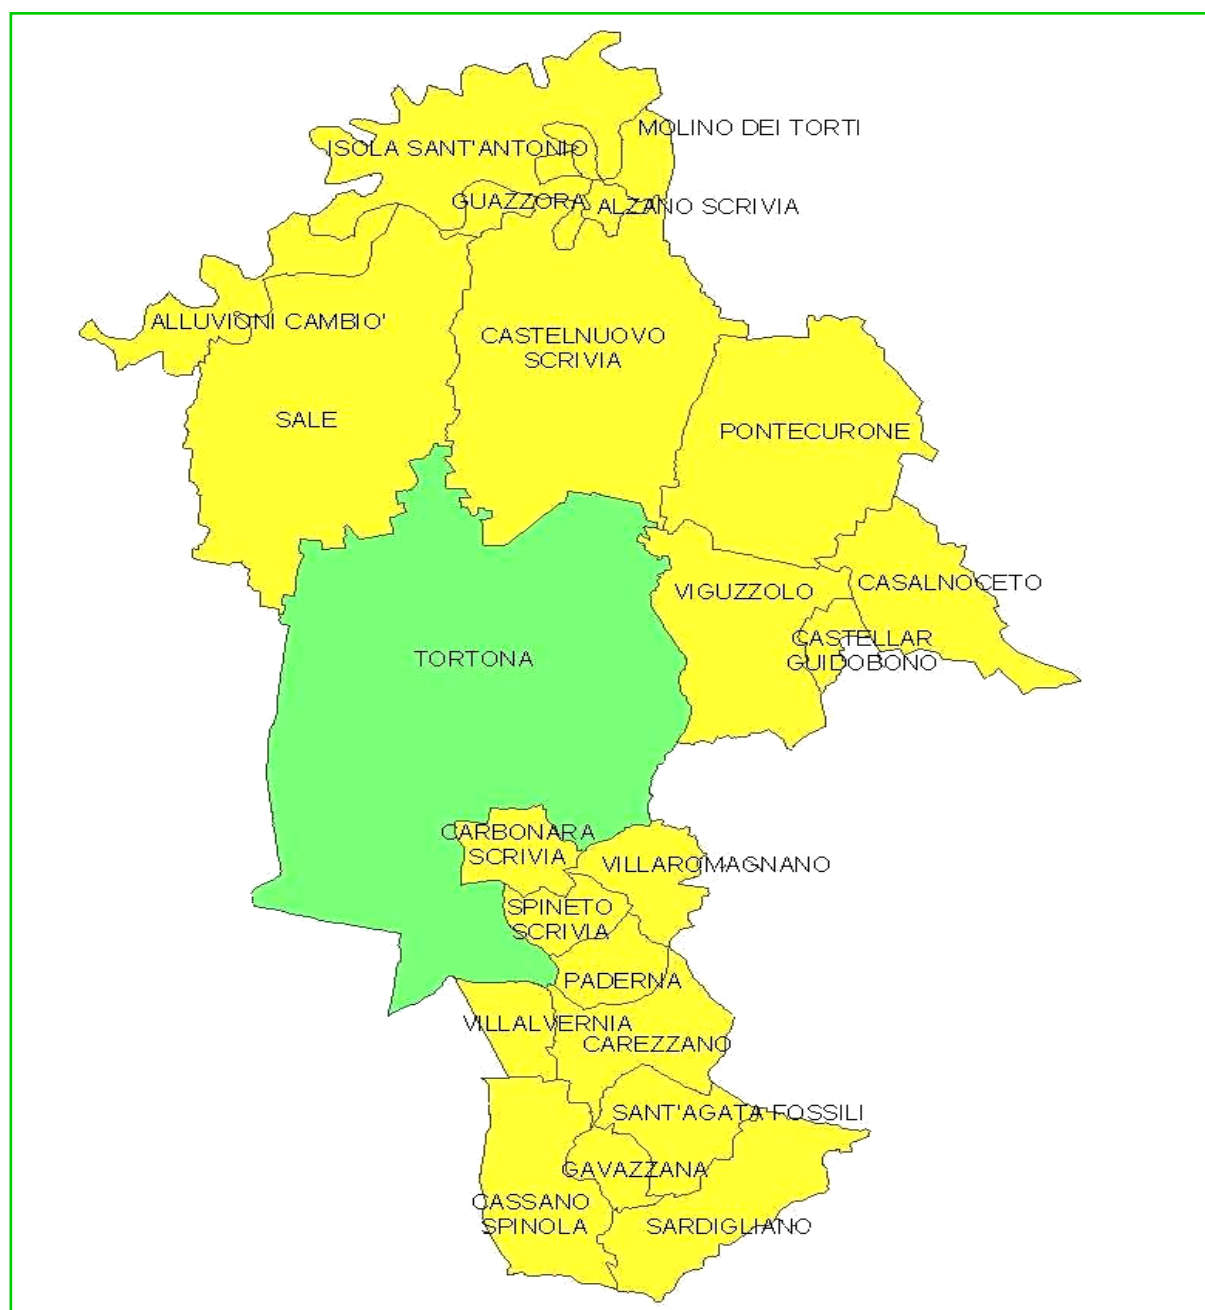 MOLINO DEI TORTI
ISOLA SANT'ANTONIO
GUAZZORA
ALZANO SCRIVIA
ALLUVIONI CAMBIO'
CASTELNUOVO
SCRIVIA
SALE
PONTECURONE
VIGUZZOLO
CASALNOCETO
CASTELLAR
GUIDOBONO
TORTONA
CARBONARA
SCRIVIA
VILLAROMAGNANO
SPINETO
SCRIVIA
PADERNA
VILLALVERNIA
CAREZZANO
SANT'AGATA FOSSILI
GAVAZZANA
CASSANO
SPINOLA
SARDIGLIANO